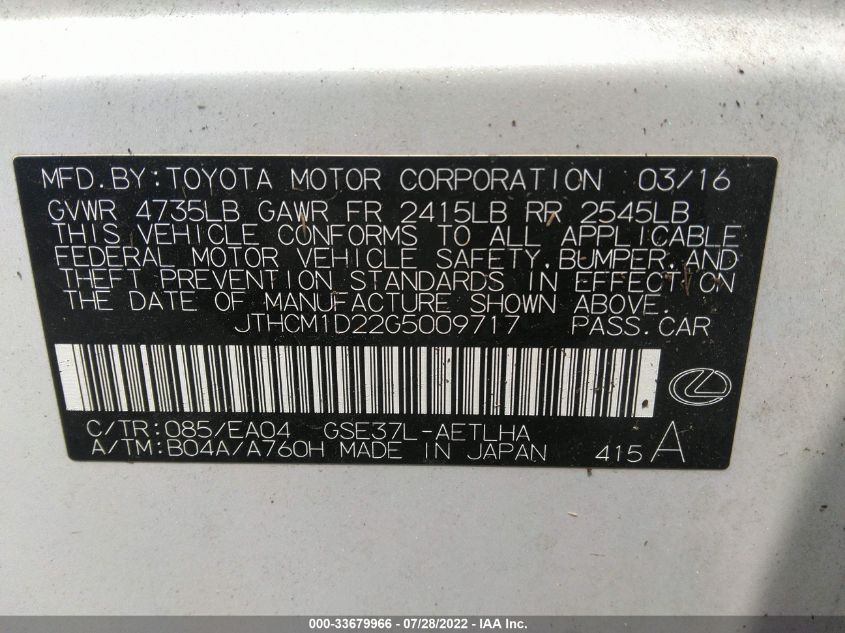 MFD.BY:TOYOTA MOTOR CORPORATION 03/16
GVWR 4735LB GAWR FR 2415LB RR 2545LB
THIS VEHICLE CONFORMS TO ALL APPLICABLE
FEDERAL MOTOR VEHICLE SAFETY,BUMPER,AND
THEFT PREVENTION STANDARDS IN EFFECT ON
THE DATE OF MANUFACTURE SHOWN ABOVE.
JTHCM1D22G5009717 PASS.CAR
C/TR:085/EA04 GSE37L-AETLHA
A/TM:B04A/A760H MADE IN JAPAN 415 A
000-33679966 - 07/28/2022 - IAA Inc.